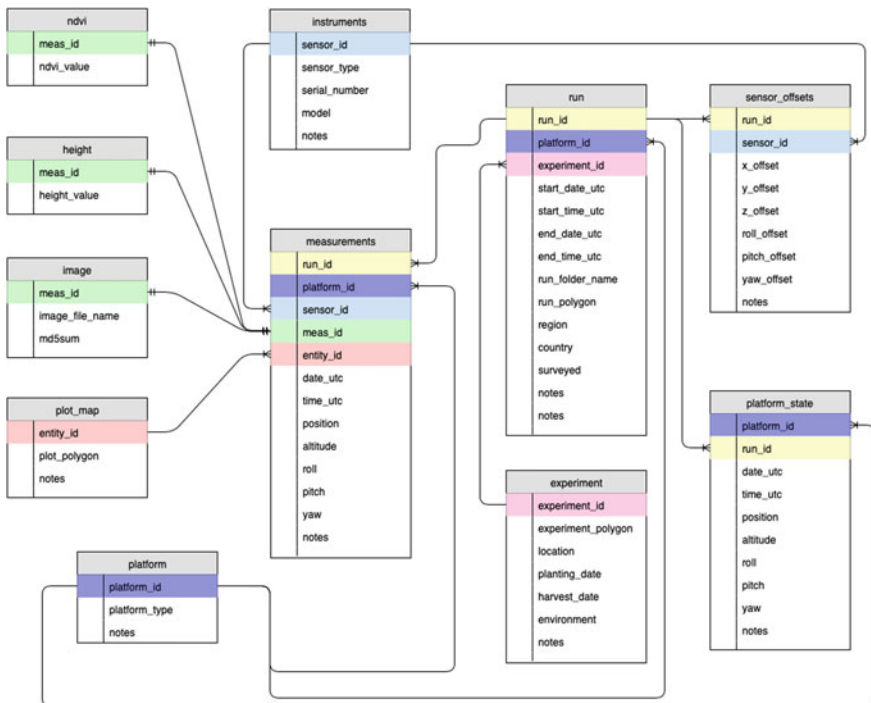 ndvi
meas_id
ndvi_value
height
meas_id
height_value
image
meas_id
image_file_name
md5sum
plot_map
entity_id
plot_polygon
notes
platform
platform_id
platform_type
notes
instruments
sensor_id
sensor_type
serial_number
model
notes
measurements
run_id
platform_id
sensor_id
meas_id
entity_id
date_utc
time_utc
position
altitude
roll
pitch
yaw
notes
run
run_id
platform_id
experiment_id
start_date_utc
start_time_utc
end_date_utc
end_time_utc
run_folder_name
run_polygon
region
country
surveyed
notes
notes
experiment
experiment_id
experiment_polygon
location
planting_date
harvest_date
environment
notes
sensor_offsets
run_id
sensor_id
x_offset
y_offset
z_offset
roll_offset
pitch_offset
yaw_offset
notes
platform_state
platform_id
run_id
date_utc
time_utc
position
altitude
roll
pitch
yaw
notes